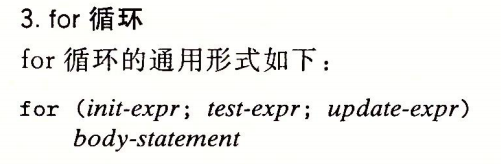 3. for 循环
for 循环的通用形式如下：
for (init-expr; test-expr; update-expr)
    body-statement